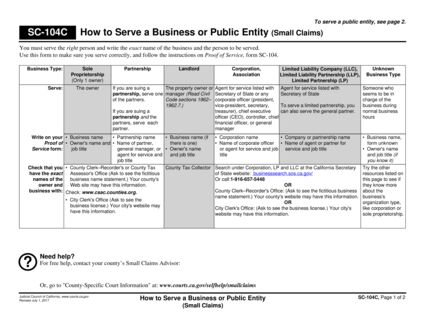 To serve a public entity, see page 2.
SC-104C How to Serve a Business or Public Entity (Small Claims)
You must serve the right person and write the exact name of the business and the person to be served.
Use this form to make sure you serve correctly, and follow the instructions on Proof of Service, form SC-104.
Business Type:
Sole
Proprietorship
(Only 1 owner)
Partnership
Landlord
Corporation,
Association
Limited Liability Company (LLC),
Limited Liability Partnership (LLP),
Limited Partnership (LP)
Unknown
Business Type
Serve:
The owner
If you are suing a
partnership, serve one
of the partners.
If you are suing a
partnership and the
partners, serve each
partner.
The property owner or
manager (Read Civil
Code sections 1962–
1962.7.)
Agent for service listed with
Secretary of State or any
corporate officer (president,
vice-president, secretary,
treasurer), chief executive
officer (CEO), controller, chief
financial officer, or general
manager
Agent for service listed with
Secretary of State
To serve a limited partnership, you
can also serve the general partner.
Someone who
seems to be in
charge of the
business during
normal business
hours
Write on your
Proof of
Service form:
• Business name
• Owner's name and
job title
• Partnership name
• Name of partner,
general manager, or
agent for service and
job title
• Business name (if
there is one)
• Owner's name
and job title
• Corporation name
• Name of corporate officer
or agent for service and job
title
• Company or partnership name
• Name of agent or partner for
service and job title
• Business name,
form unknown
• Owner's name
and job title (if
you know it)
Check that you
have the exact
names of the
owner and
business with:
• County Clerk–Recorder's or County Tax
Assessor's Office (Ask to see the fictitious
business name statement.) Your county's
Web site may have this information.
Check: www.csac.counties.org.
• City Clerk's Office (Ask to see the
business license.) Your city's website may
have this information.
County Tax Collector
Search under Corporation, LP and LLC at the California Secretary
of State website: businesssearch.sos.ca.gov/
Or call 1-916-657-5448
OR
County Clerk–Recorder's Office: (Ask to see the fictitious business
name statement.) Your county's website may have this information.
OR
City Clerk's Office: (Ask to see the business license.) Your city's
website may have this information.
Try the other
resources listed on
this page to see if
they know more
about the
business's
organization type,
like corporation or
sole proprietorship.
?
Need help?
For free help, contact your county's Small Claims Advisor:
Or, go to "County-Specific Court Information" at: www.courts.ca.gov/selfhelp/smallclaims
Judicial Council of California, www.courts.ca.gov
Revised July 1, 2017
How to Serve a Business or Public Entity
(Small Claims)
SC-104C, Page 1 of 2